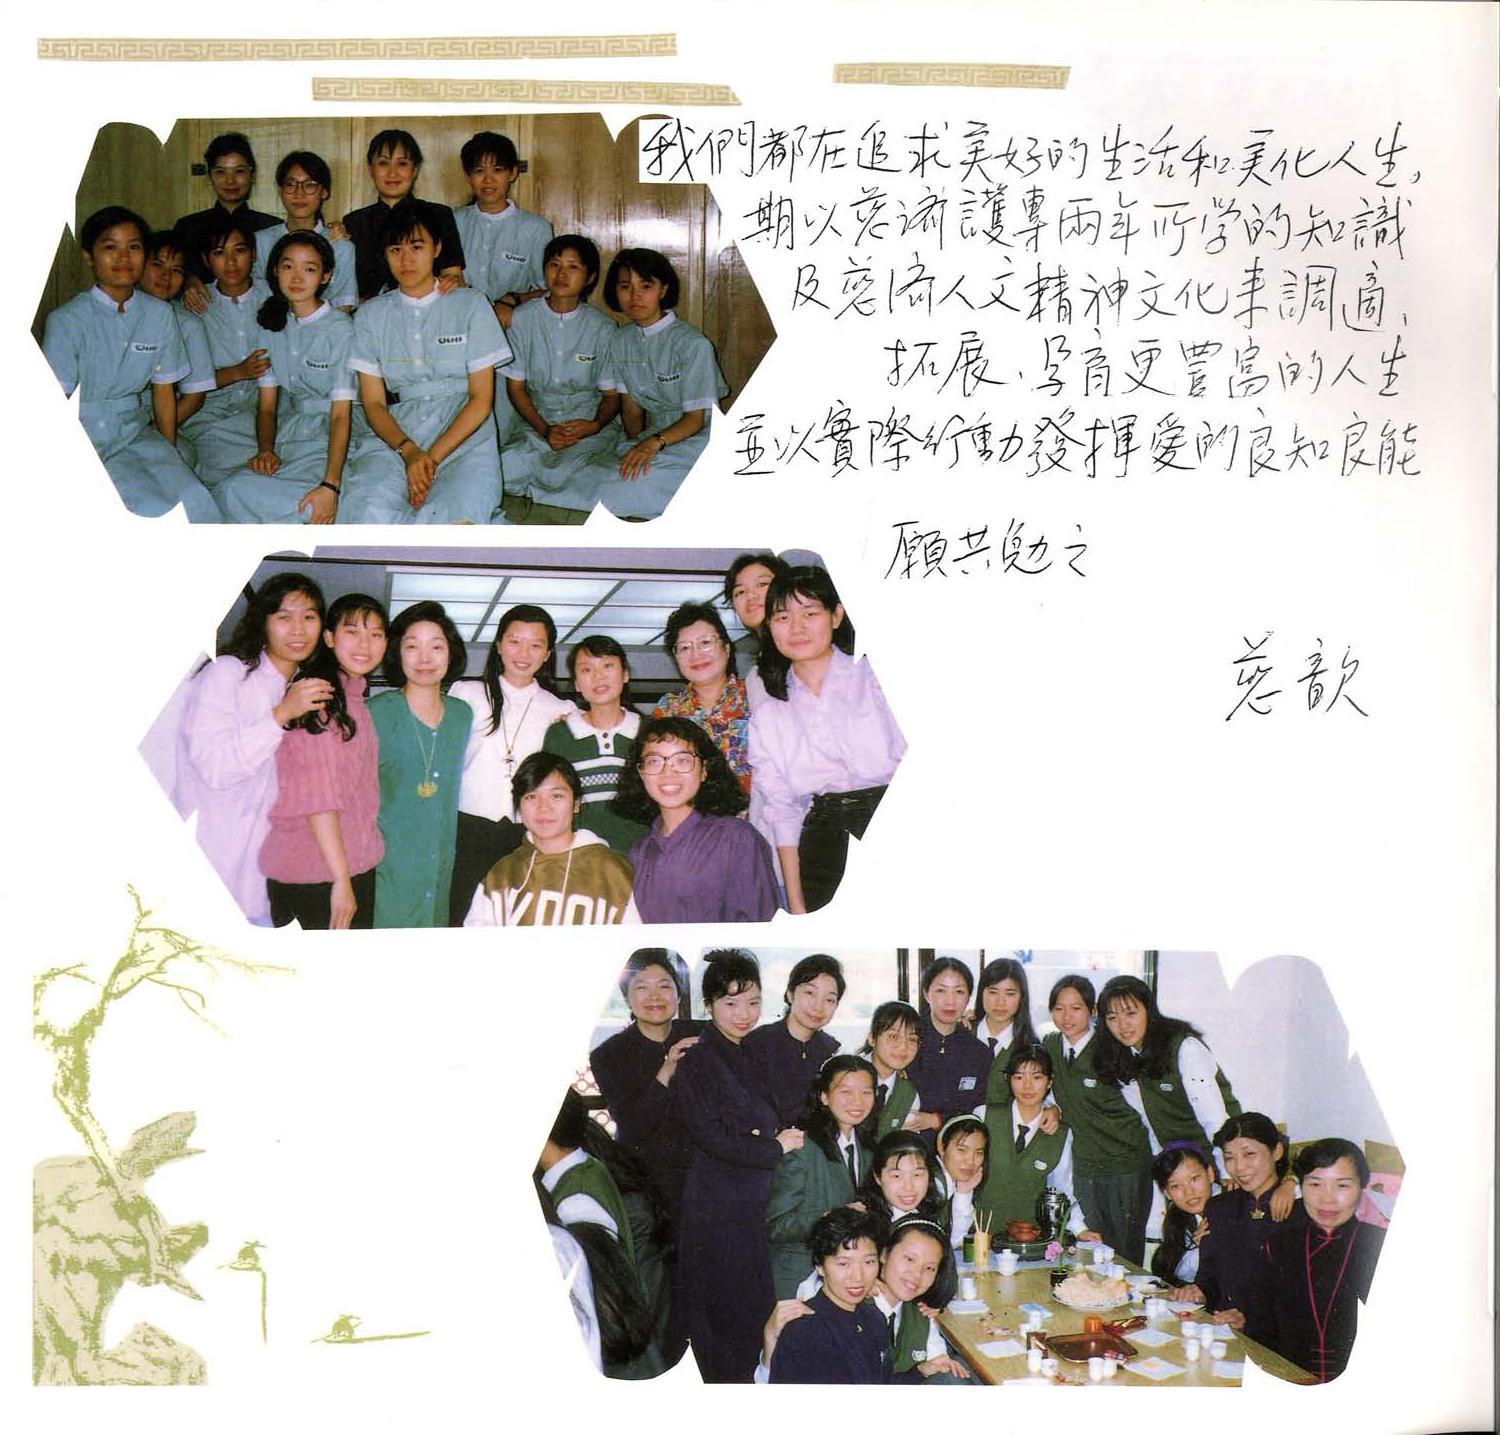 我們都在追求美好的生活和美化人生,
期以慈濟護專兩年所学的知識
及慈濟人文精神文化来調適、
拓展、孕育更豐富的人生
並以實際行動發揮愛的良知良能
願共勉之
慈歆